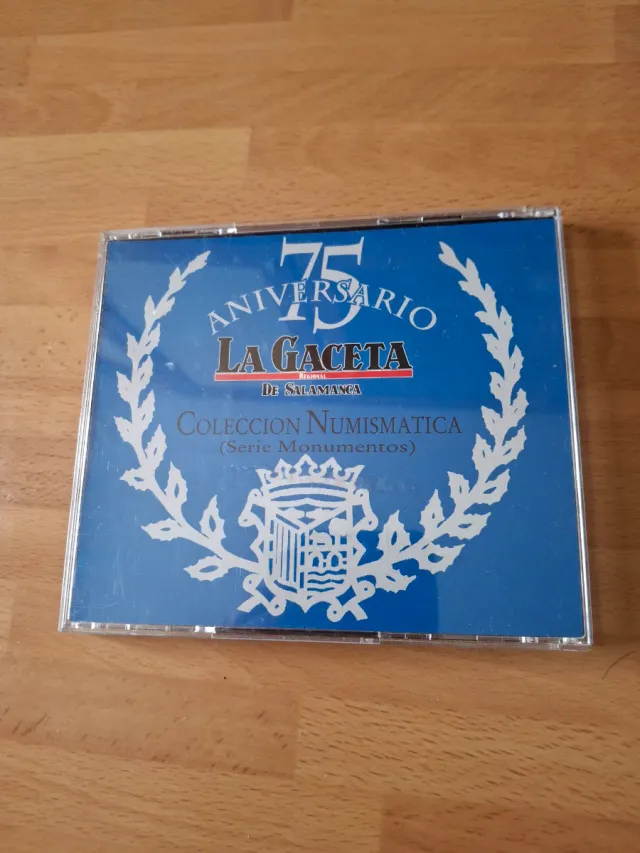 75
ANIVERSARIO
LA GACETA
REGIONAL
DE SALAMANCA
COLECCION NUMISMATICA
(Serie Monumentos)